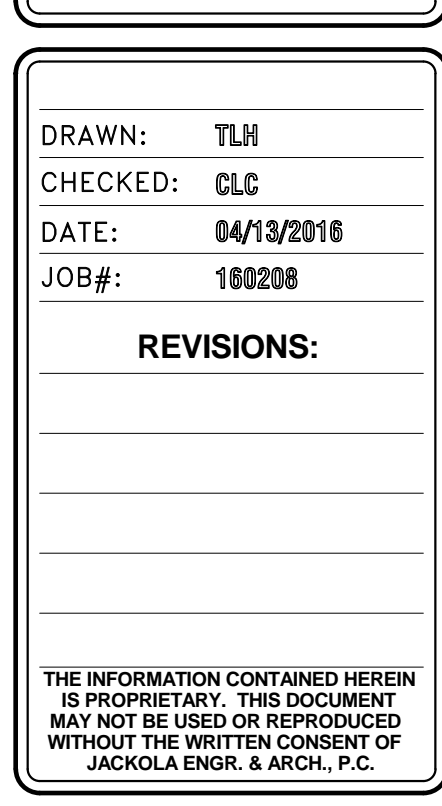 DRAWN: TLH
CHECKED: CLC
DATE: 04/13/2016
JOB#: 160208
REVISIONS:
THE INFORMATION CONTAINED HEREIN
IS PROPRIETARY. THIS DOCUMENT
MAY NOT BE USED OR REPRODUCED
WITHOUT THE WRITTEN CONSENT OF
JACKOLA ENGR. & ARCH., P.C.